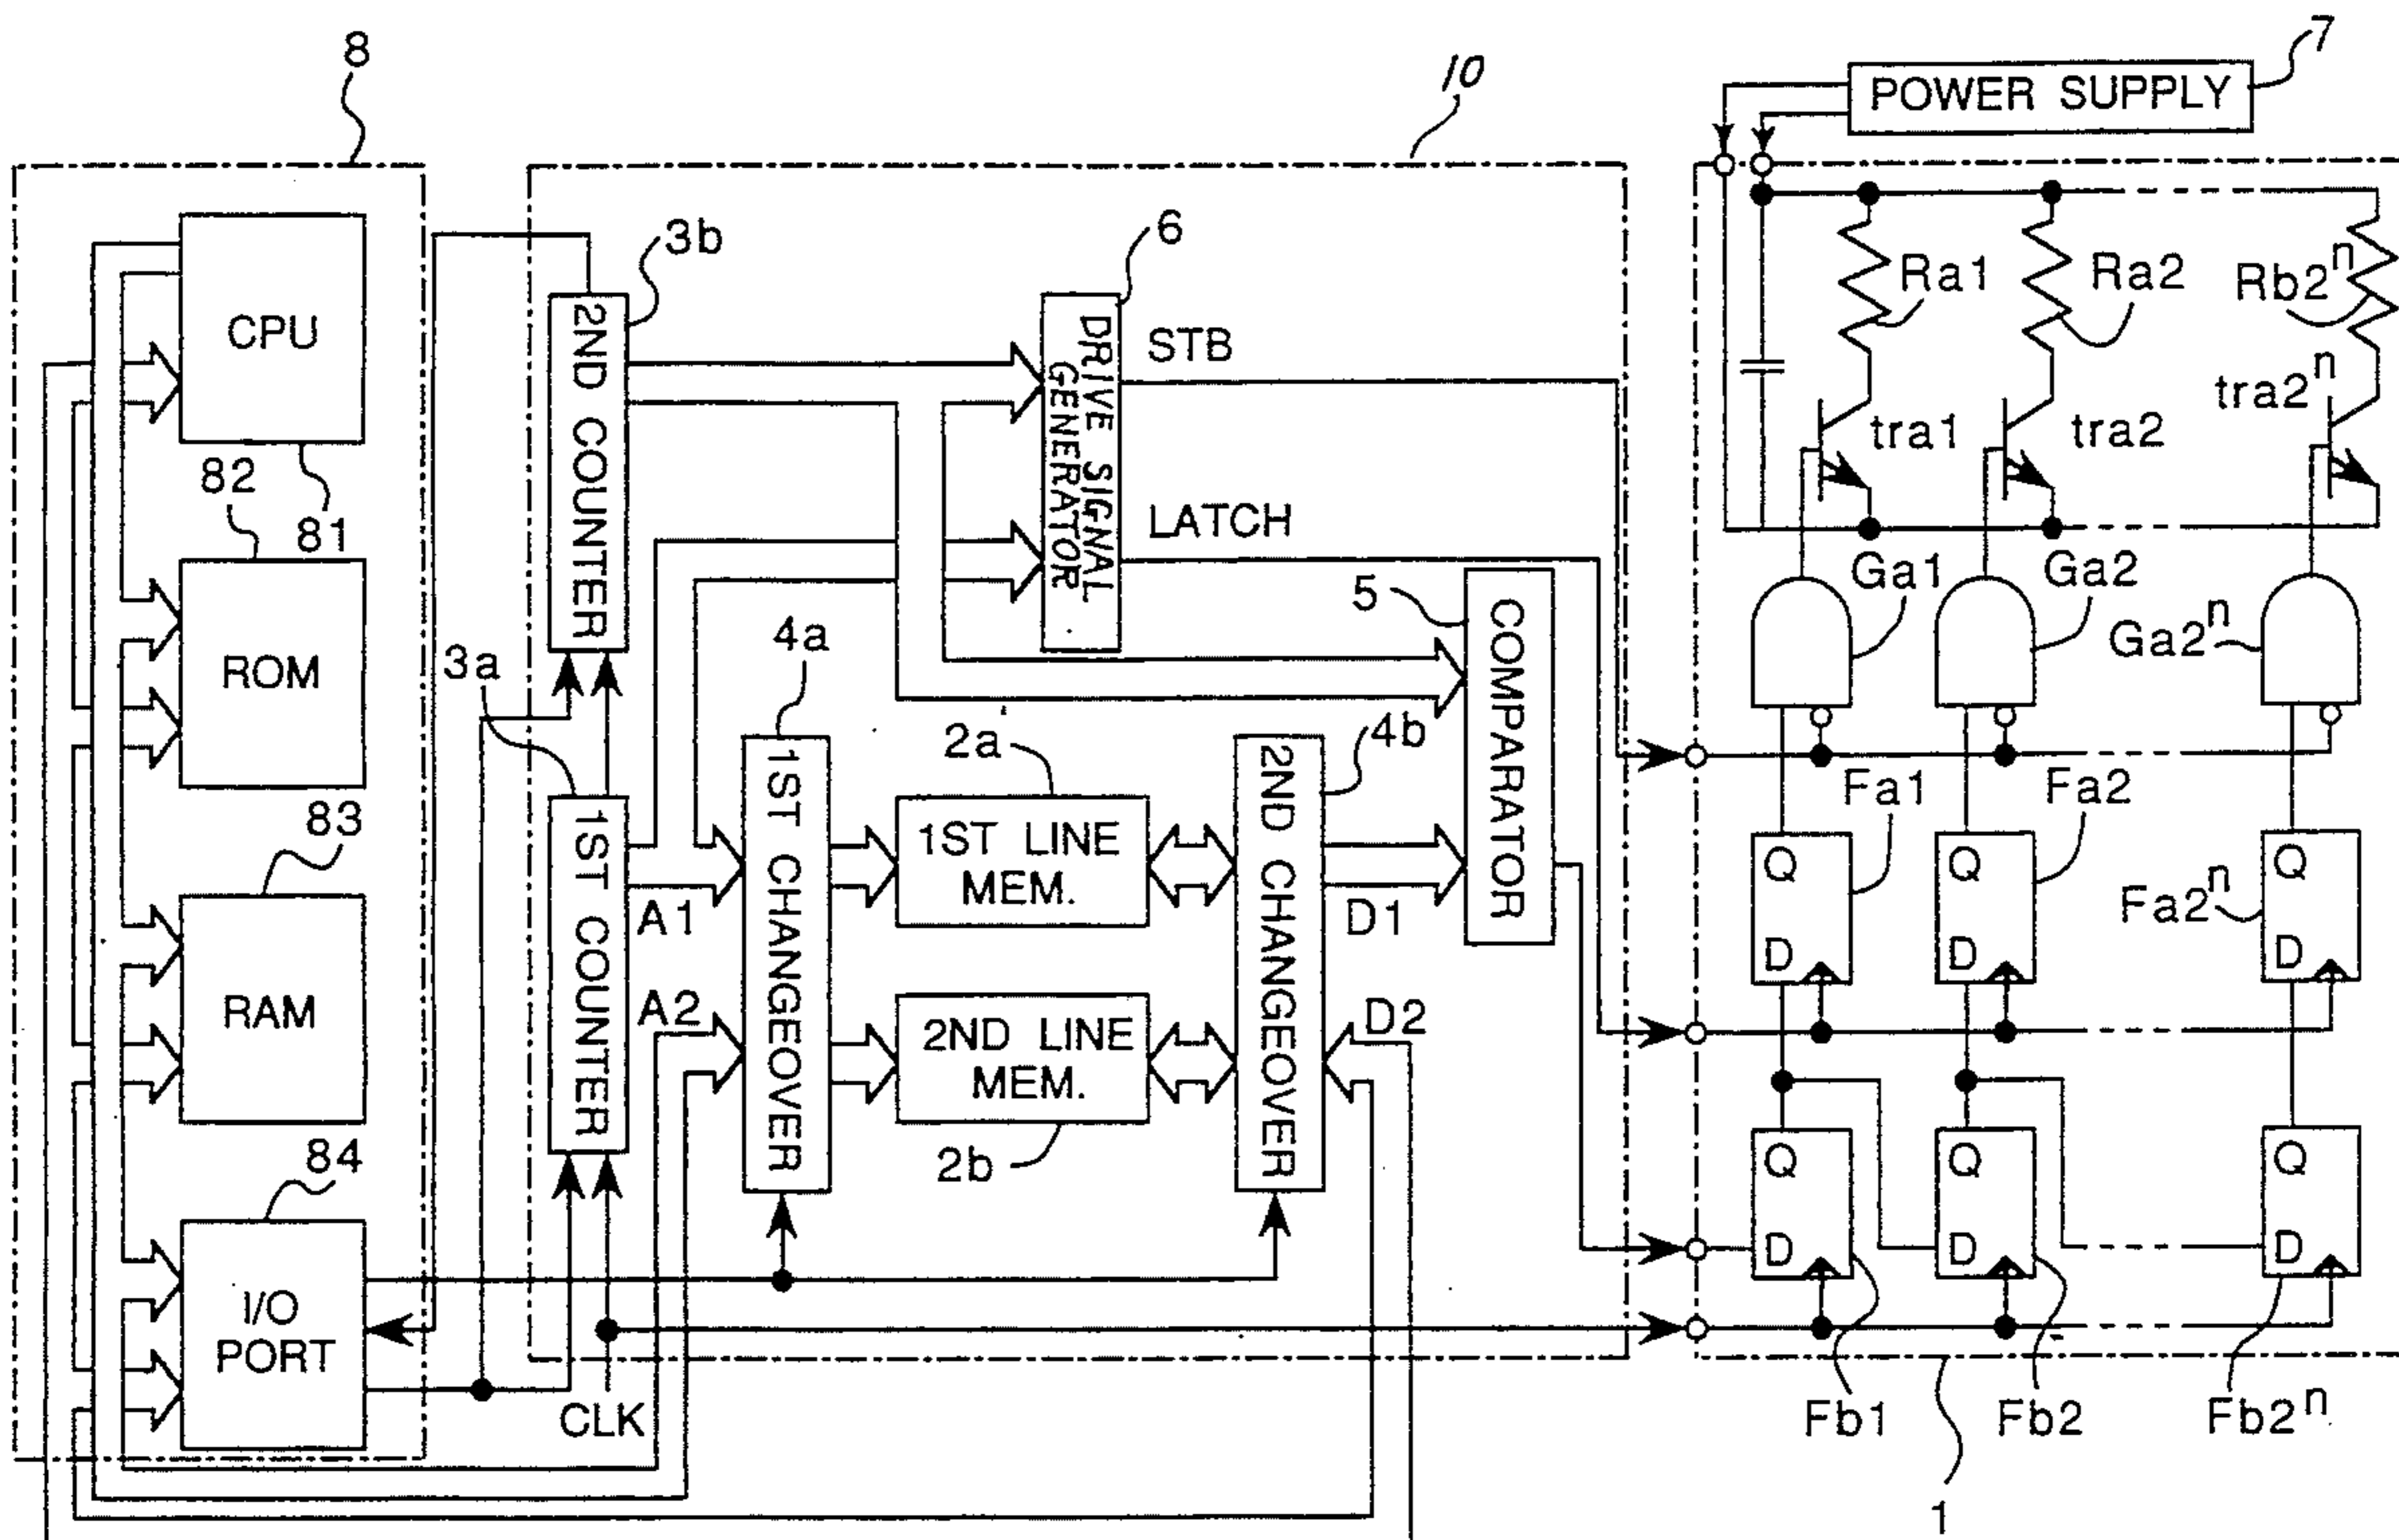 8
CPU
81
82
ROM
83
RAM
84
I/O
PORT
10
3b
2ND COUNTER
3a
1ST COUNTER
CLK
A1
A2
4a
1ST CHANGEOVER
2a
1ST LINE
MEM.
2ND LINE
MEM.
2b
4b
2ND CHANGEOVER
D1
D2
6
DRIVE SIGNAL
GENERATOR
STB
LATCH
5
COMPARATOR
7
POWER SUPPLY
Ra1
Ra2
Rb2ⁿ
tra1
tra2
tra2ⁿ
Ga1
Ga2
Ga2ⁿ
Fa1
Fa2
Fa2ⁿ
Q
Q
Q
D
D
D
Q
Q
Q
D
D
D
Fb1
Fb2
Fb2ⁿ
1